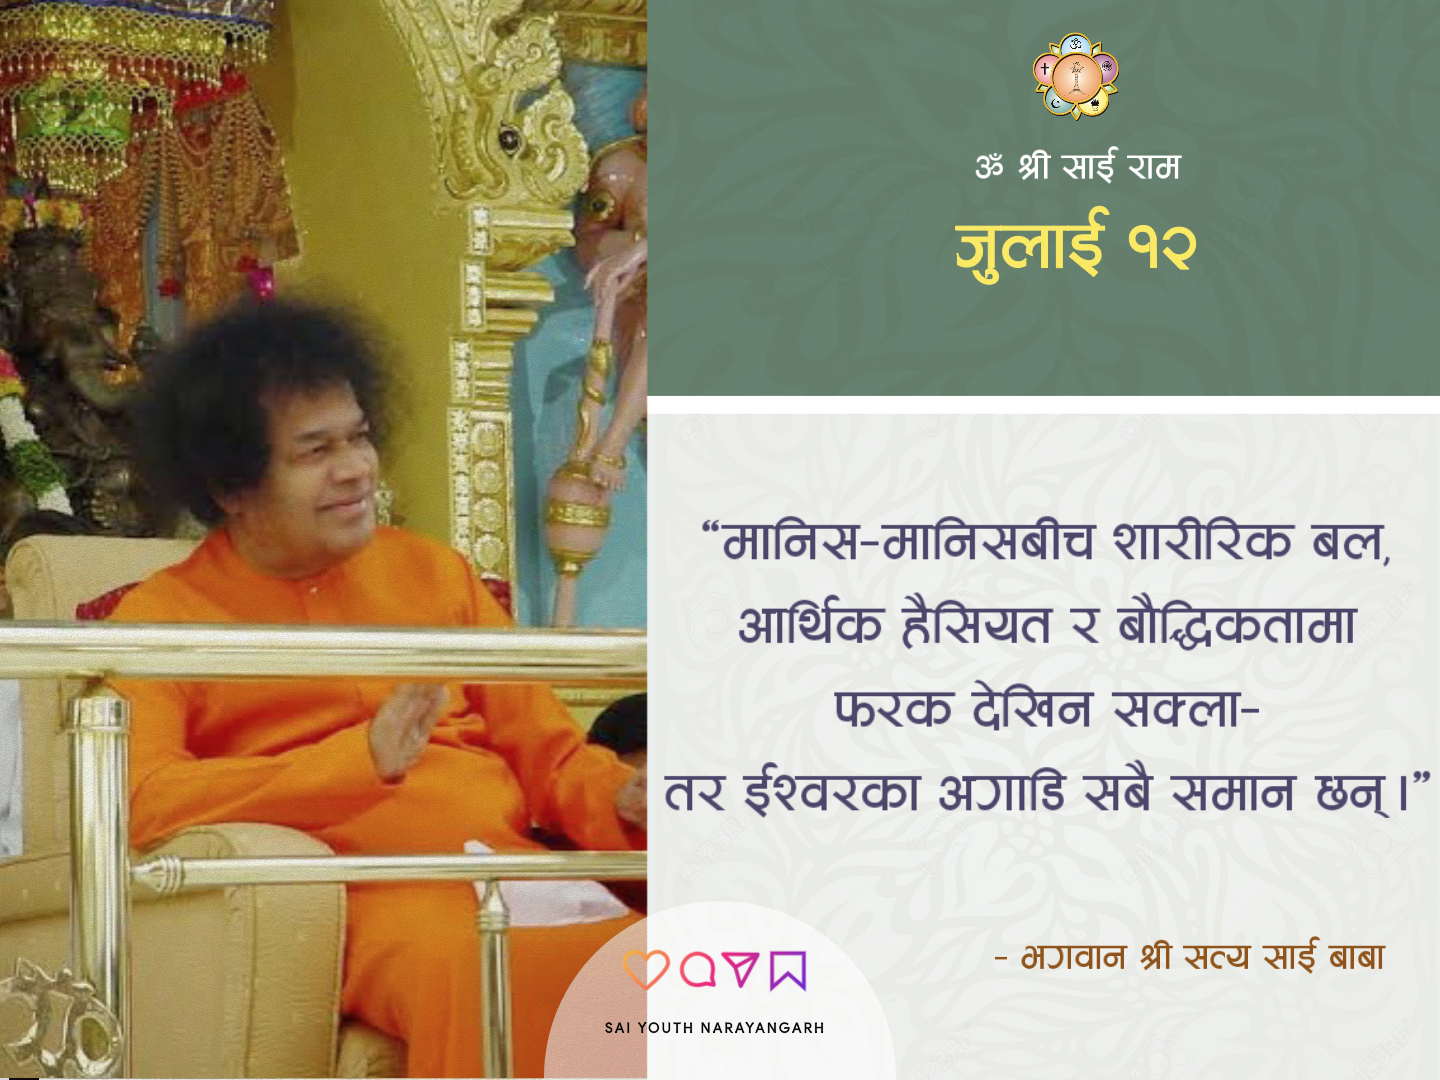 ॐ श्री साई राम
जुलाई १२
“मानिस-मानिसबीच शारीरिक बल,
आर्थिक हैसियत र बौद्धिकतामा
फरक देखिन सक्ला-
तर ईश्वरका अगाडि सबै समान छन् ।”
- भगवान श्री सत्य साई बाबा
SAI YOUTH NARAYANGARH